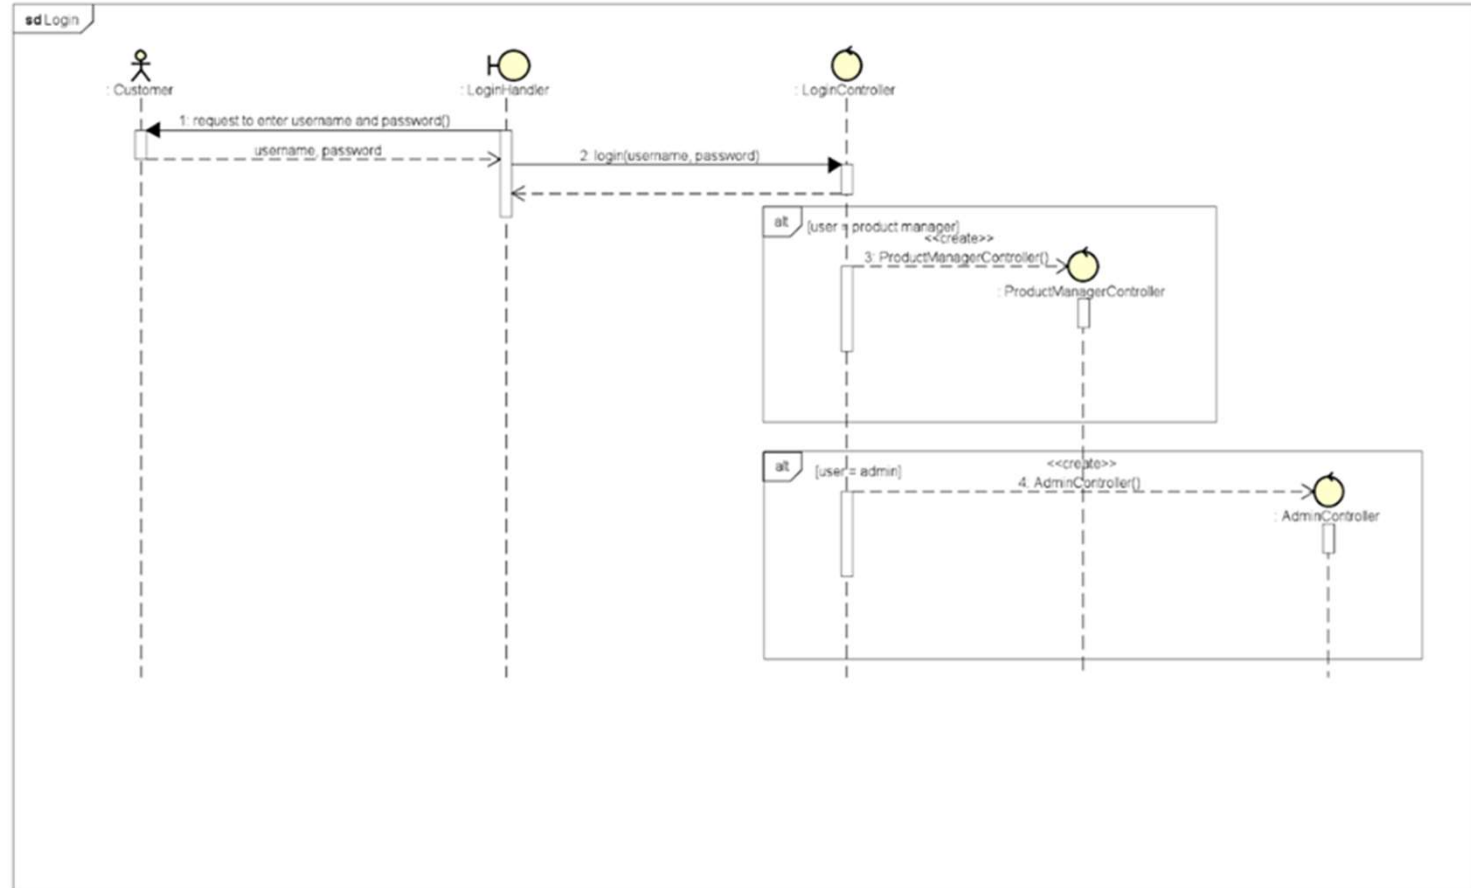 sd Login
: Customer
: LoginHandler
: LoginController
1: request to enter username and password()
username, password
2: login(username, password)
alt
[user = product manager]
<<create>>
3: ProductManagerController()
: ProductManagerController
alt
[user = admin]
<<create>>
4: AdminController()
: AdminController